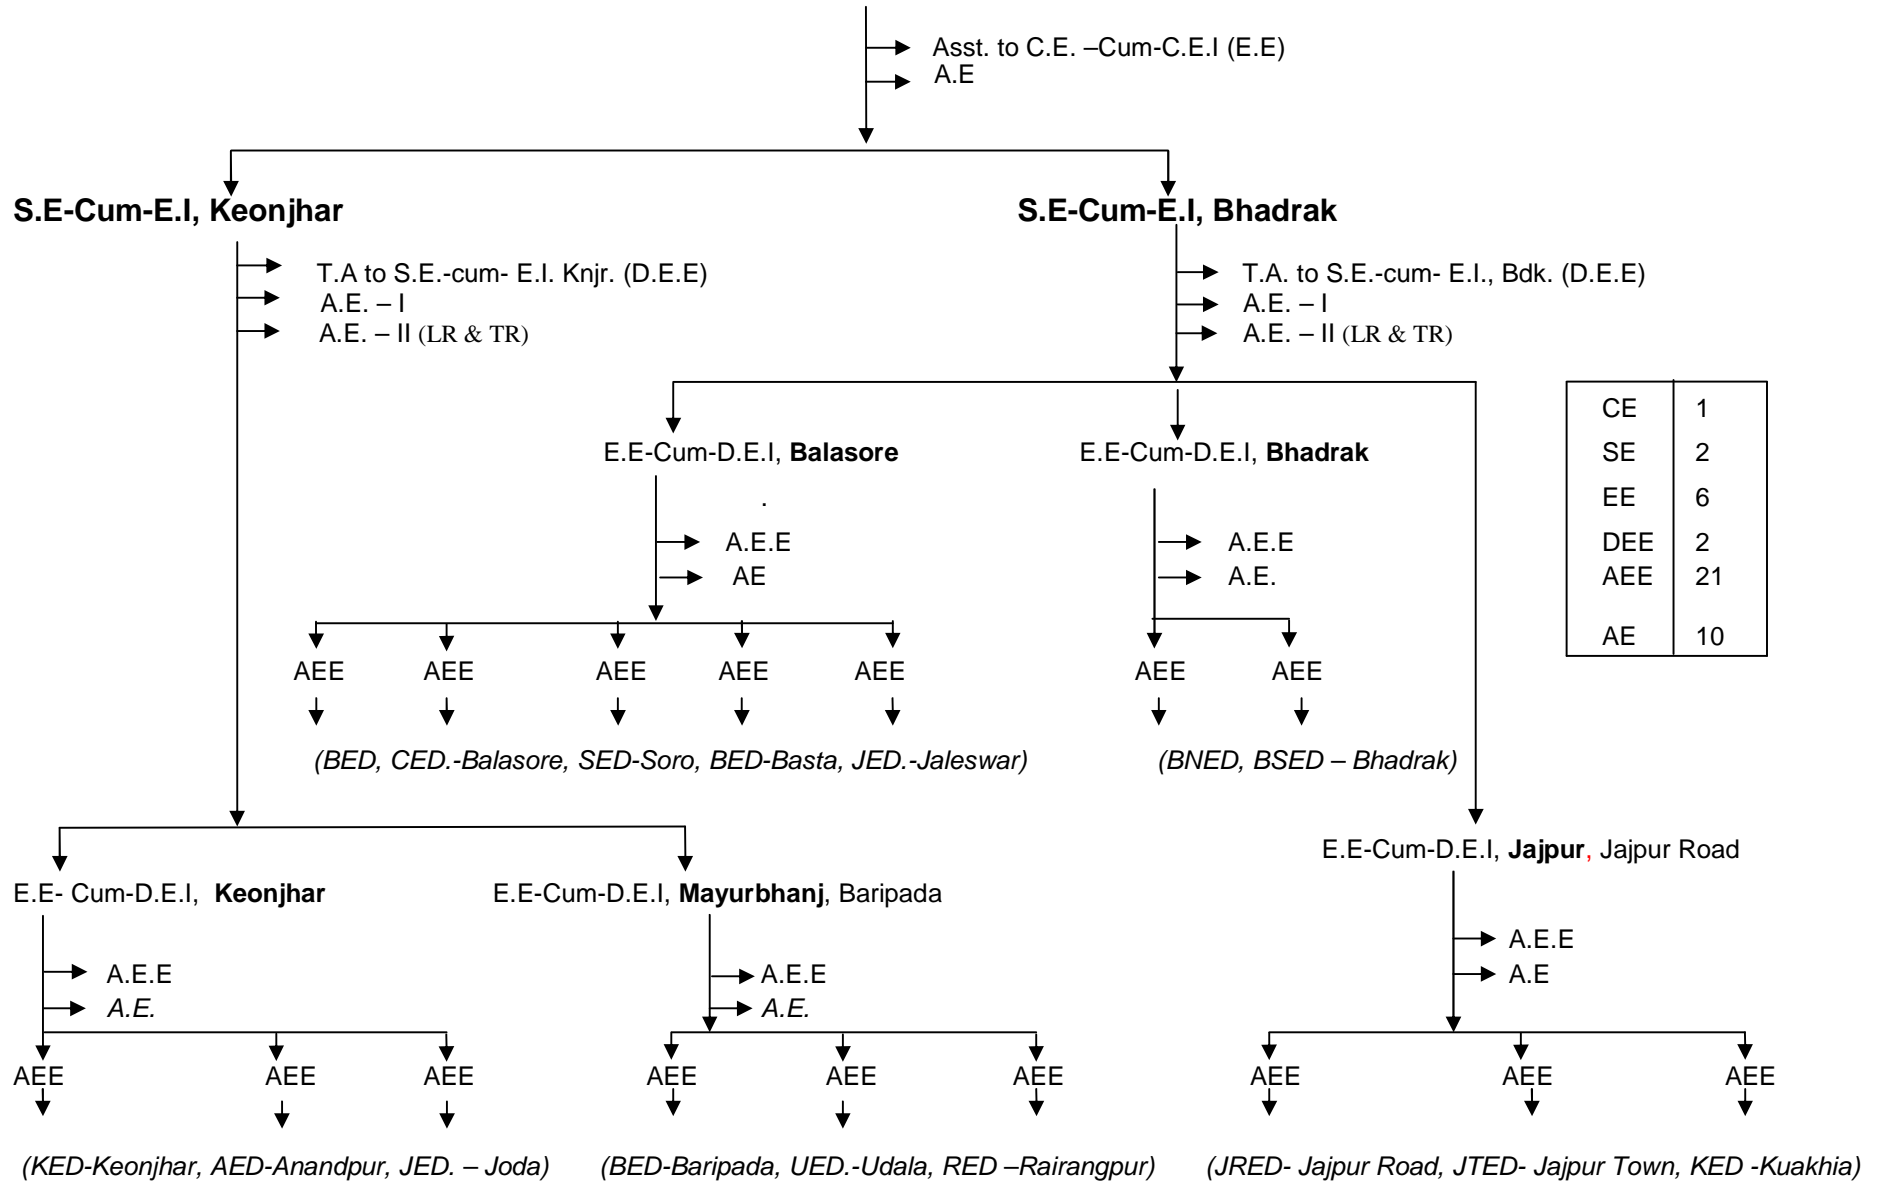 Asst. to C.E. –Cum-C.E.I (E.E)
A.E
S.E-Cum-E.I, Keonjhar
S.E-Cum-E.I, Bhadrak
T.A to S.E.-cum- E.I. Knjr. (D.E.E)
A.E. – I
A.E. – II (LR & TR)
T.A. to S.E.-cum- E.I., Bdk. (D.E.E)
A.E. – I
A.E. – II (LR & TR)
CE 1
SE 2
EE 6
DEE 2
AEE 21
AE 10
E.E-Cum-D.E.I, Balasore
.
A.E.E
AE
AEE AEE AEE AEE AEE
(BED, CED.-Balasore, SED-Soro, BED-Basta, JED.-Jaleswar)
E.E-Cum-D.E.I, Bhadrak
A.E.E
A.E.
AEE AEE
(BNED, BSED – Bhadrak)
E.E- Cum-D.E.I, Keonjhar
A.E.E
A.E.
AEE AEE AEE
(KED-Keonjhar, AED-Anandpur, JED. – Joda)
E.E-Cum-D.E.I, Mayurbhanj, Baripada
A.E.E
A.E.
AEE AEE AEE
(BED-Baripada, UED.-Udala, RED –Rairangpur)
E.E-Cum-D.E.I, Jajpur, Jajpur Road
A.E.E
A.E
AEE AEE AEE
(JRED- Jajpur Road, JTED- Jajpur Town, KED -Kuakhia)